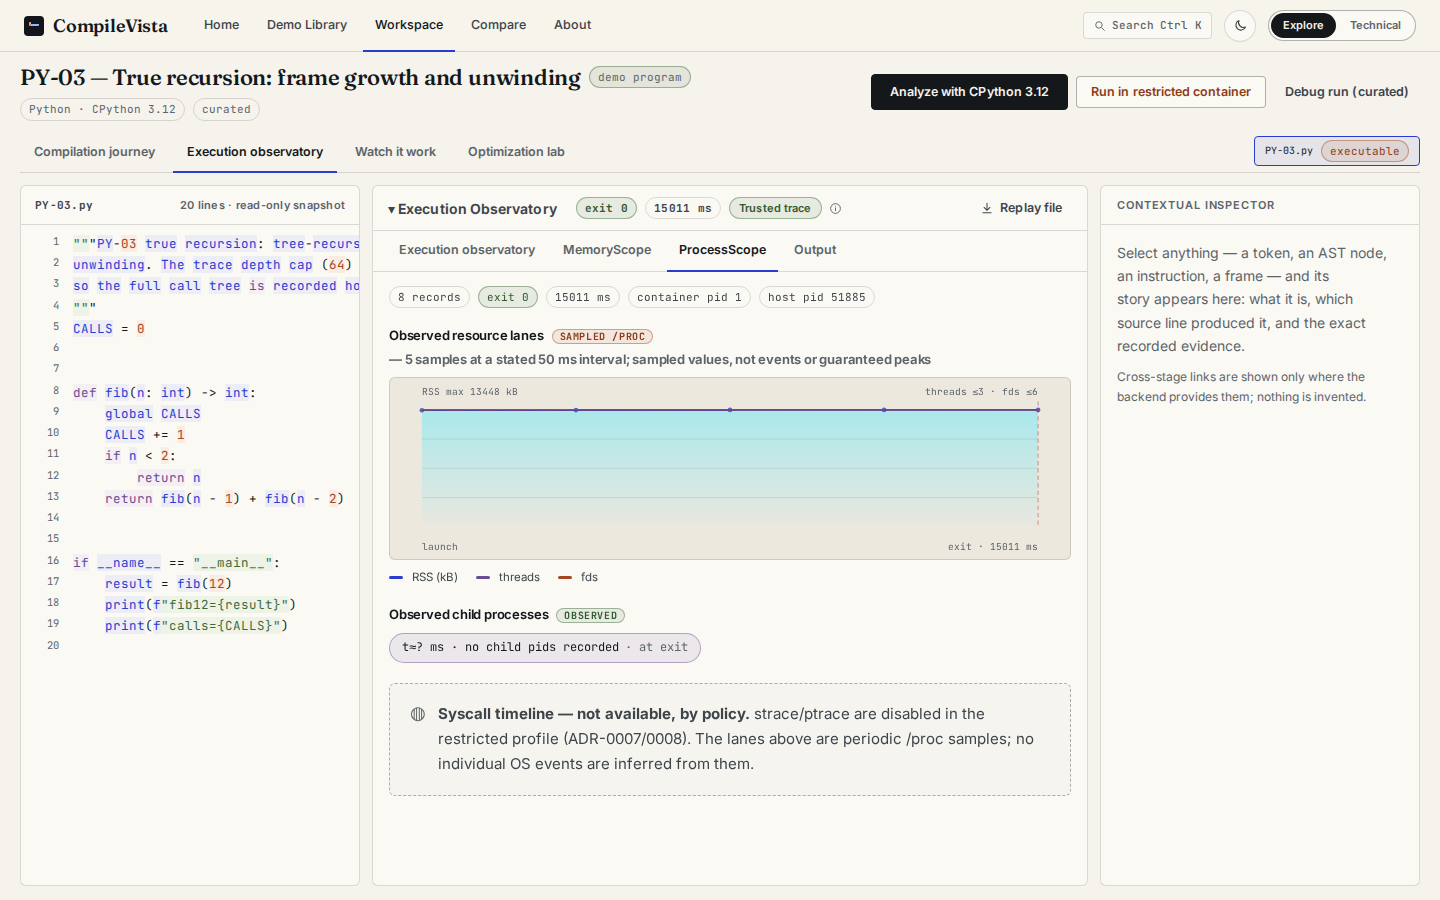 CompileVista
Home
Demo Library
Workspace
Compare
About
Search Ctrl K
Explore
Technical
PY-03 — True recursion: frame growth and unwinding
demo program
Python · CPython 3.12
curated
Analyze with CPython 3.12
Run in restricted container
Debug run (curated)
Compilation journey
Execution observatory
Watch it work
Optimization lab
PY-03.py executable
PY-03.py
20 lines · read-only snapshot
1 """PY-03 true recursion: tree-recurs
2 unwinding. The trace depth cap (64)
3 so the full call tree is recorded ho
4 """
5 CALLS = 0
6
7
8 def fib(n: int) -> int:
9 global CALLS
10 CALLS += 1
11 if n < 2:
12 return n
13 return fib(n - 1) + fib(n - 2)
14
15
16 if __name__ == "__main__":
17 result = fib(12)
18 print(f"fib12={result}")
19 print(f"calls={CALLS}")
20
▾ Execution Observatory
exit 0
15011 ms
Trusted trace
Replay file
Execution observatory
MemoryScope
ProcessScope
Output
8 records
exit 0
15011 ms
container pid 1
host pid 51885
Observed resource lanes SAMPLED /PROC
— 5 samples at a stated 50 ms interval; sampled values, not events or guaranteed peaks
RSS max 13448 kB
threads ≤3 · fds ≤6
launch
exit · 15011 ms
RSS (kB)
threads
fds
Observed child processes OBSERVED
t≈? ms · no child pids recorded · at exit
Syscall timeline — not available, by policy. strace/ptrace are disabled in the
restricted profile (ADR-0007/0008). The lanes above are periodic /proc samples; no
individual OS events are inferred from them.
CONTEXTUAL INSPECTOR
Select anything — a token, an AST node,
an instruction, a frame — and its
story appears here: what it is, which
source line produced it, and the exact
recorded evidence.
Cross-stage links are shown only where the
backend provides them; nothing is invented.